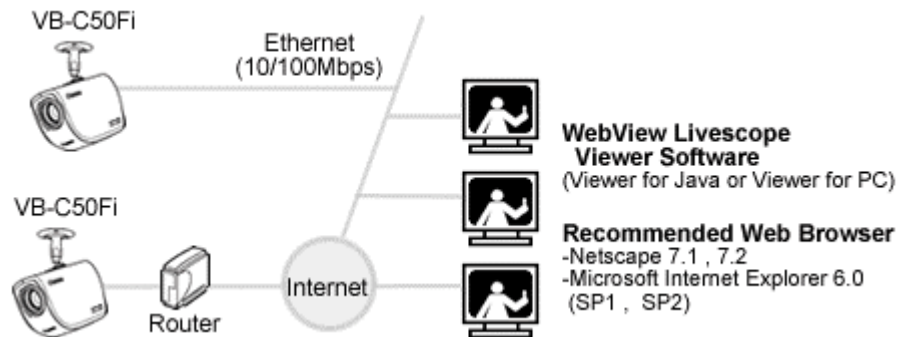 VB-C50Fi
Ethernet
(10/100Mbps)
WebView Livescope
Viewer Software
(Viewer for Java or Viewer for PC)
VB-C50Fi
Router
Internet
Recommended Web Browser
-Netscape 7.1 , 7.2
-Microsoft Internet Explorer 6.0
(SP1 , SP2)